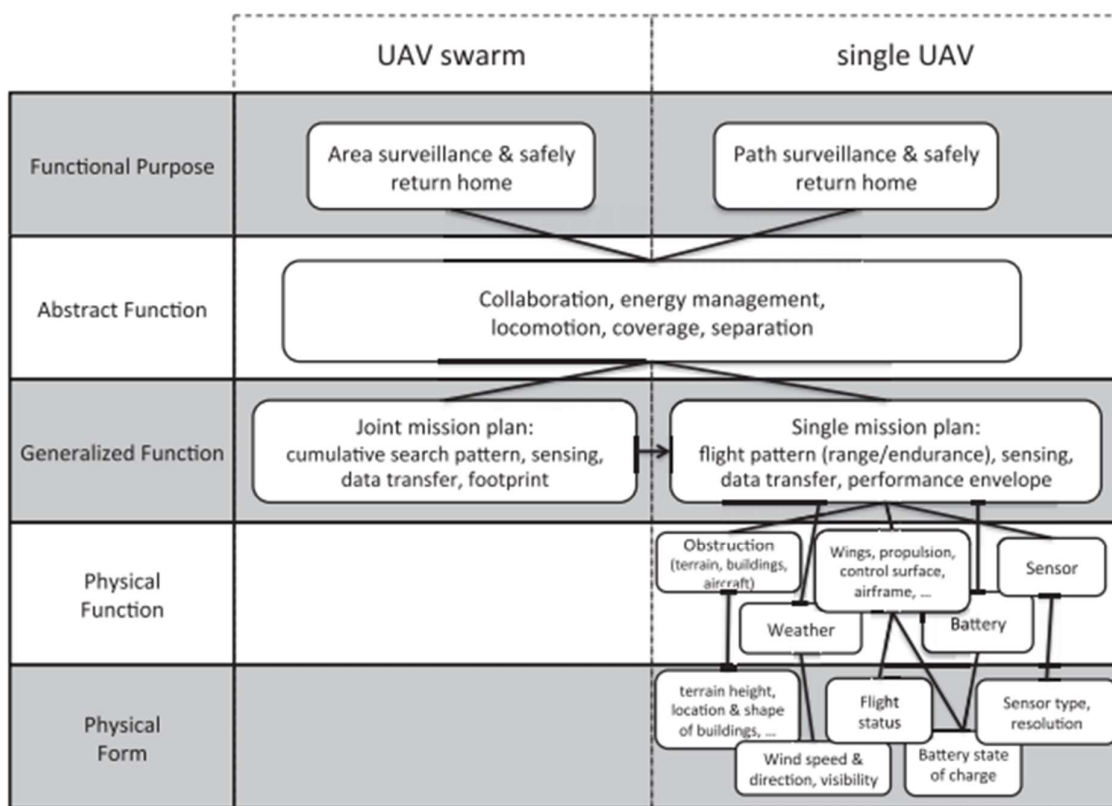 UAV swarm
single UAV
Functional Purpose
Area surveillance & safely
return home
Path surveillance & safely
return home
Abstract Function
Collaboration, energy management,
locomotion, coverage, separation
Generalized Function
Joint mission plan:
cumulative search pattern, sensing,
data transfer, footprint
Single mission plan:
flight pattern (range/endurance), sensing,
data transfer, performance envelope
Physical
Function
Obstruction
(terrain, buildings,
aircraft)
Wings, propulsion,
control surface,
airframe, ...
Sensor
Weather
Battery
Physical
Form
terrain height,
location & shape
of buildings, ...
Flight
status
Sensor type,
resolution
Wind speed &
direction, visibility
Battery state
of charge